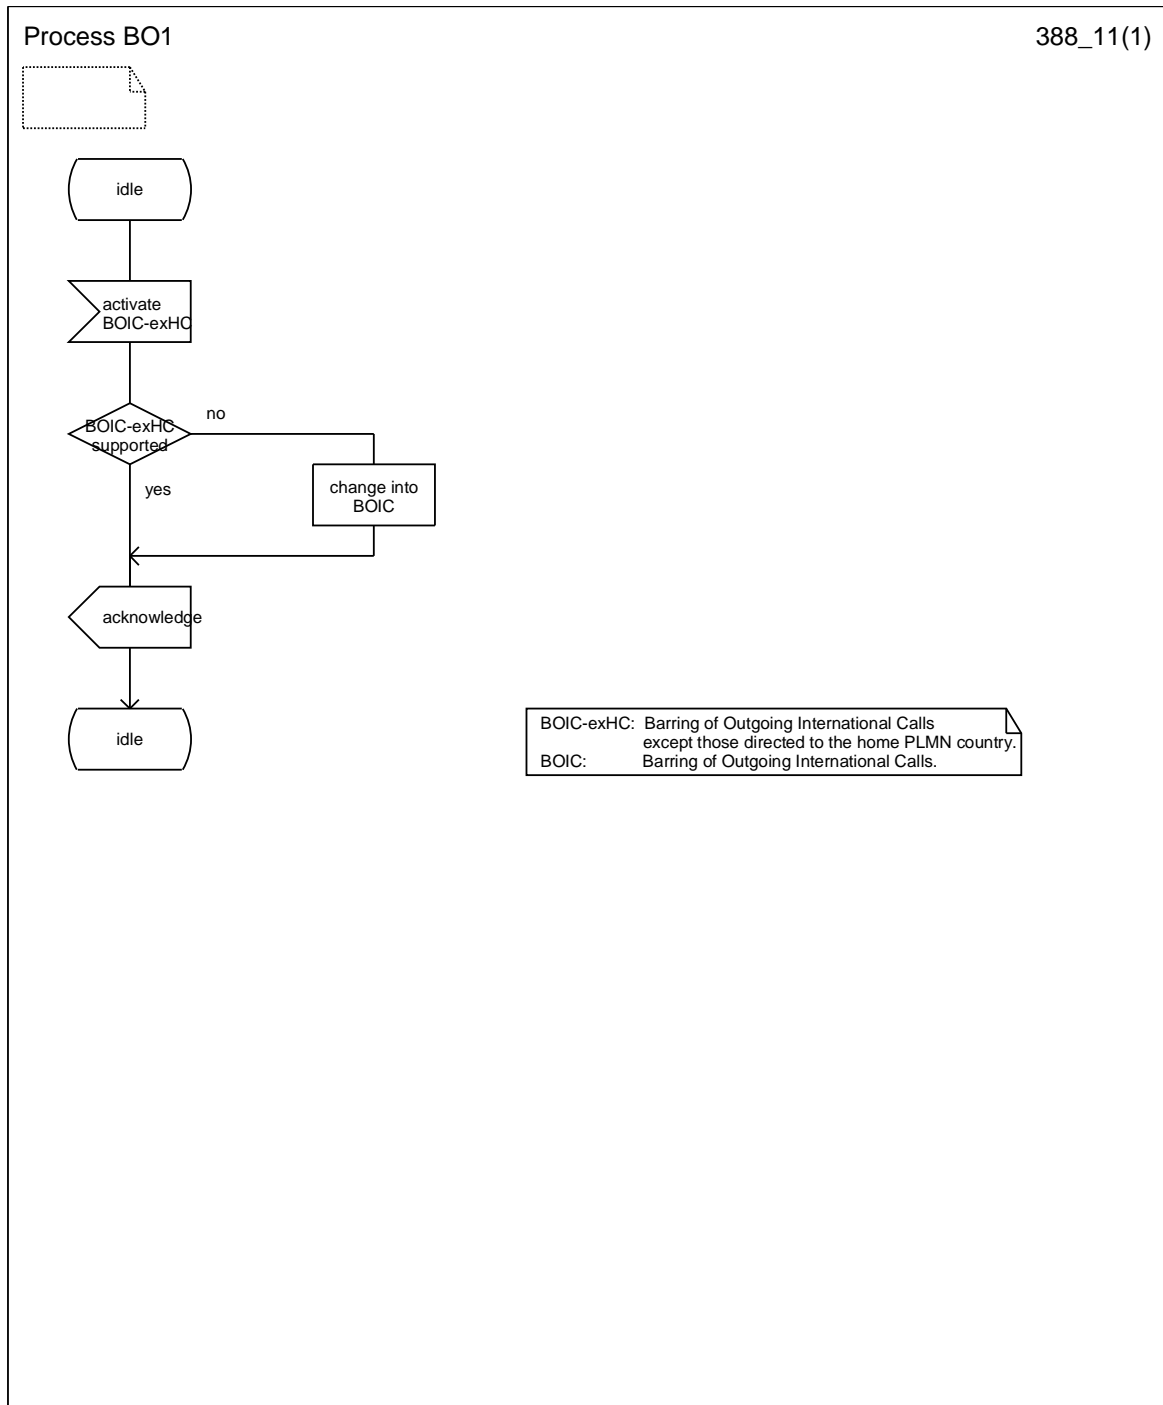 Process BO1
388_11(1)
idle
activate
BOIC-exHC
BOIC-exHC
supported
no
yes
change into
BOIC
acknowledge
idle
BOIC-exHC: Barring of Outgoing International Calls
except those directed to the home PLMN country.
BOIC: Barring of Outgoing International Calls.